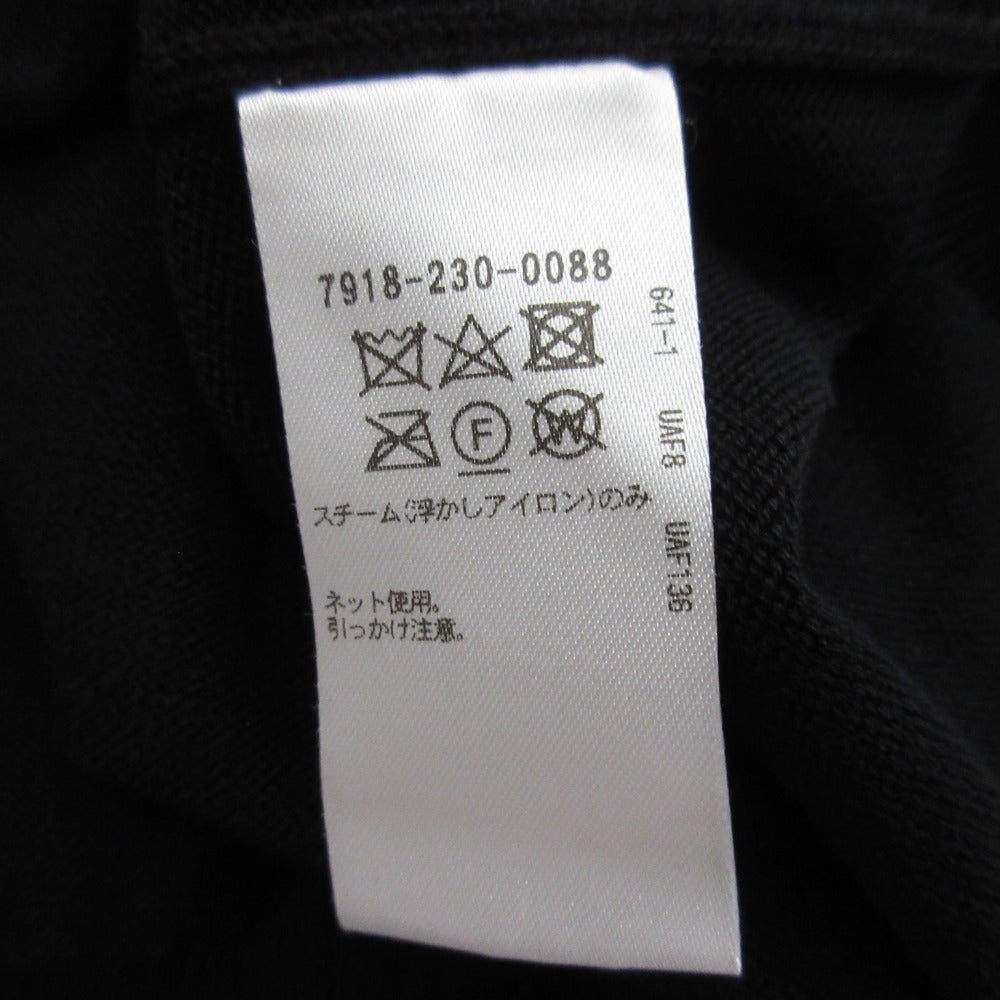 7918-230-0088
F
W
スチーム(浮かしアイロン)のみ
ネット使用。
引っかけ注意。
641-1 UAF8 UAF136